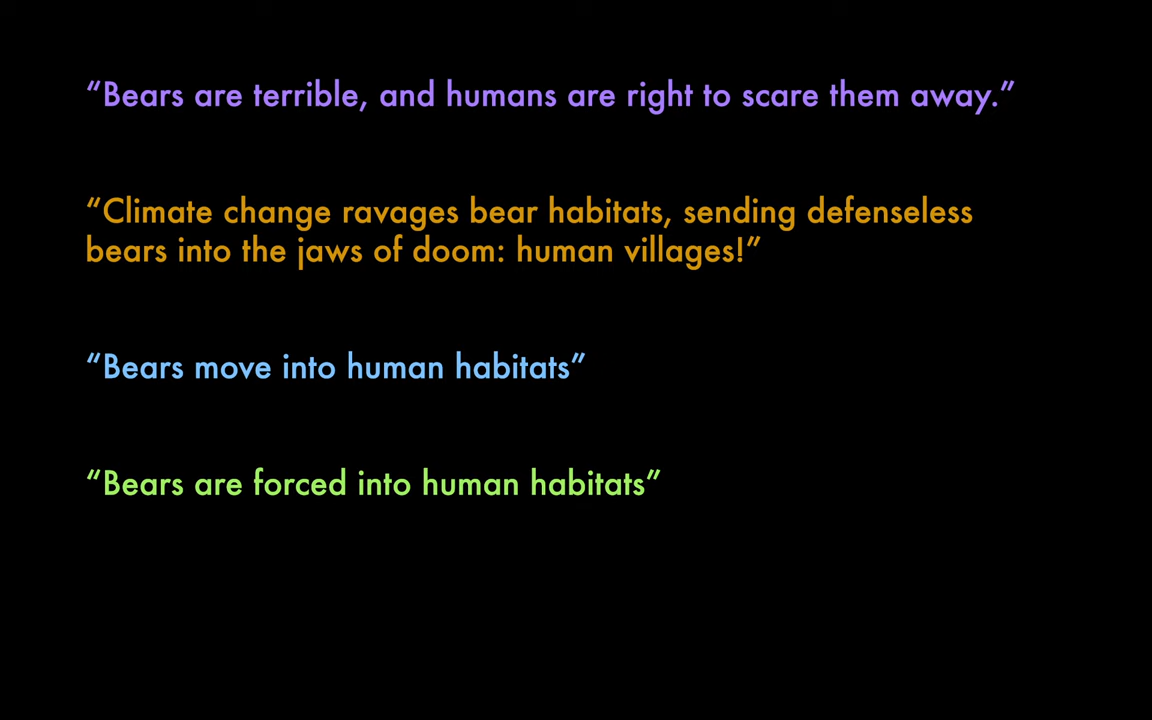 “Bears are terrible, and humans are right to scare them away.”
“Climate change ravages bear habitats, sending defenseless
bears into the jaws of doom: human villages!”
“Bears move into human habitats”
“Bears are forced into human habitats”